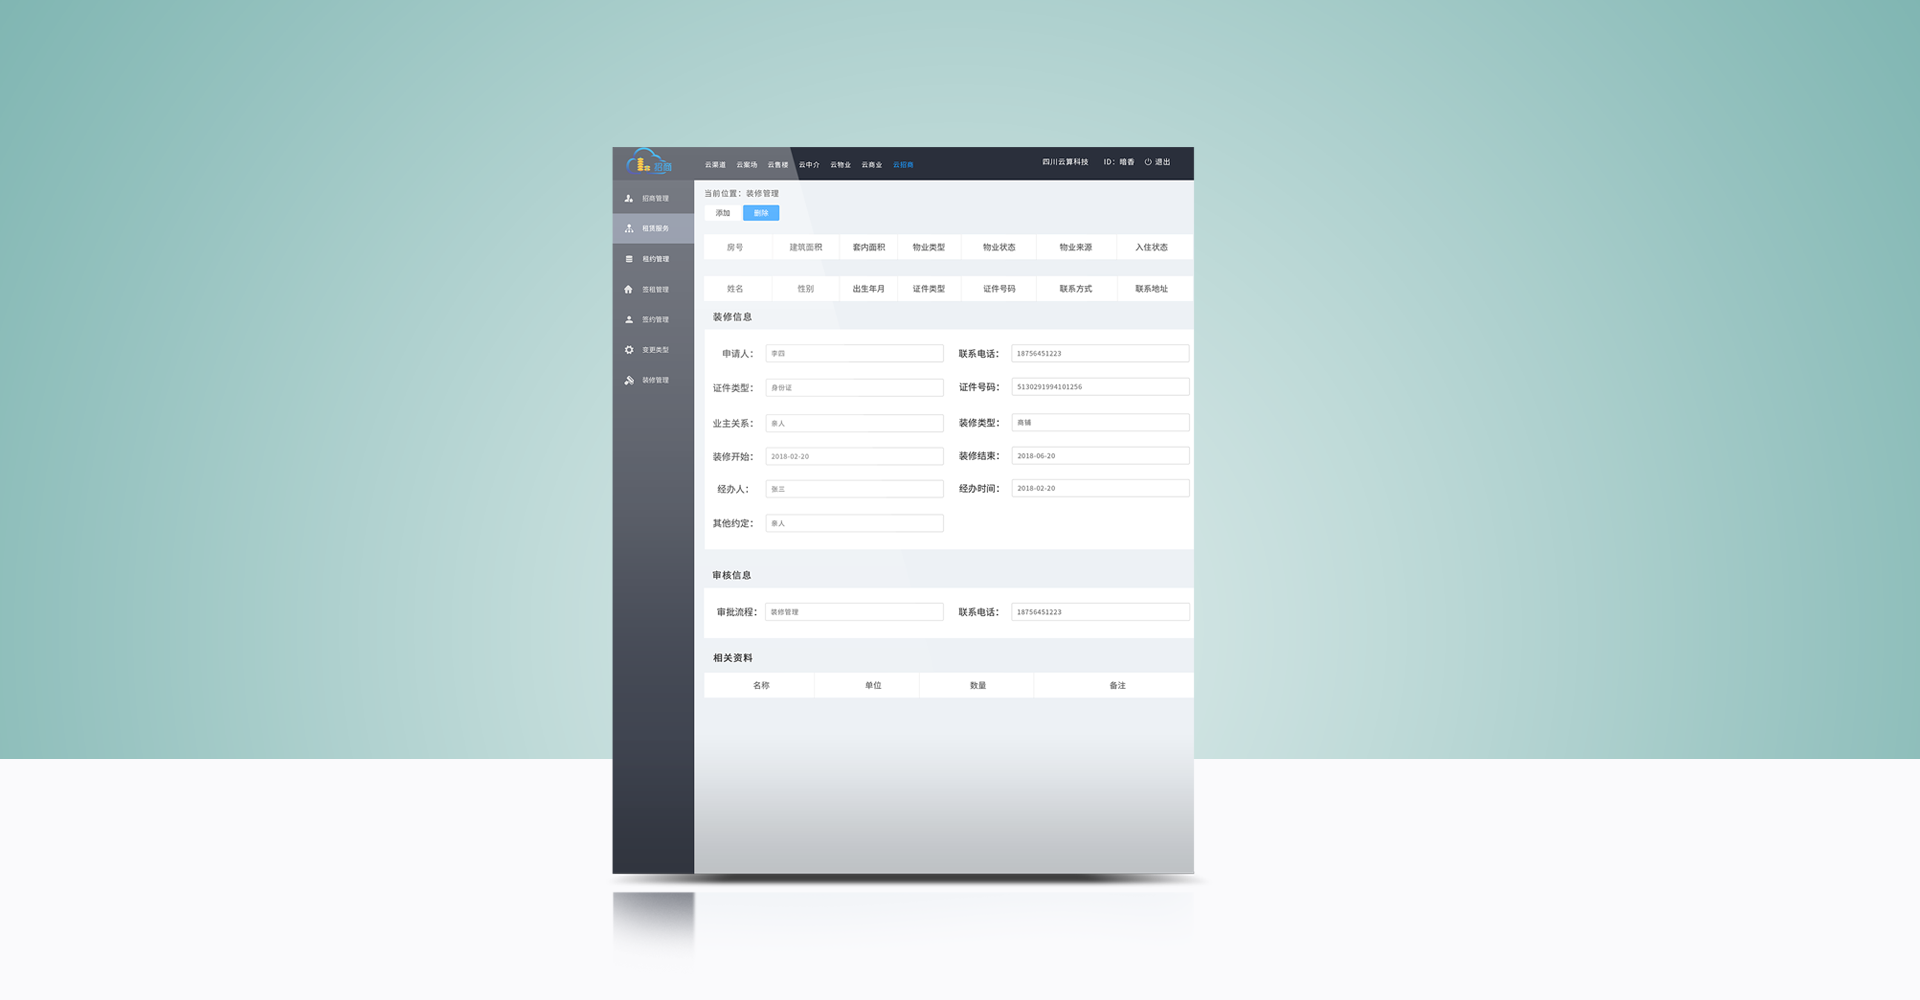 云渠道 云案场 云售楼 云中介 云物业 云商业 云招商 四川云算科技 ID：暗香 退出
招商管理
租赁服务
租约管理
签租管理
签约管理
变更类型
装修管理
当前位置：装修管理
添加 删除
房号 建筑面积 套内面积 物业类型 物业状态 物业来源 入住状态
姓名 性别 出生年月 证件类型 证件号码 联系方式 联系地址
装修信息
申请人： 李四 联系电话： 18756451223
证件类型： 身份证 证件号码： 5130291994101256
业主关系： 亲人 装修类型： 商铺
装修开始： 2018-02-20 装修结束： 2018-06-20
经办人： 张三 经办时间： 2018-02-20
其他约定： 亲人
审核信息
审批流程： 装修管理 联系电话： 18756451223
相关资料
名称 单位 数量 备注